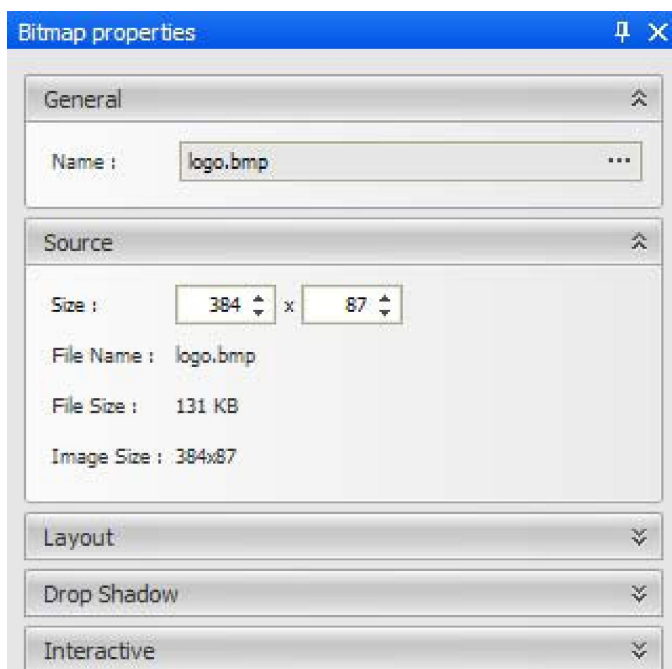 Bitmap properties
General
Name : logo.bmp ...
Source
Size : 384 x 87
File Name : logo.bmp
File Size : 131 KB
Image Size : 384x87
Layout
Drop Shadow
Interactive